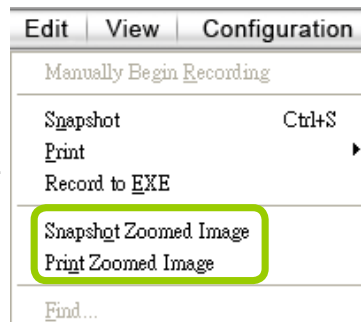 Edit View Configuration
Manually Begin Recording
Snapshot Ctrl+S
Print
Record to EXE
Snapshot Zoomed Image
Print Zoomed Image
Find...